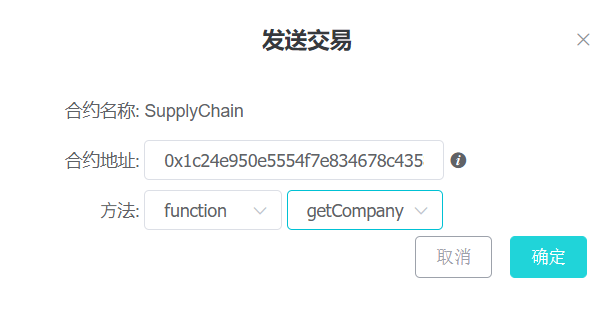 发送交易
合约名称: SupplyChain
合约地址: 0x1c24e950e5554f7e834678c435
方法: function getCompany
取消 确定